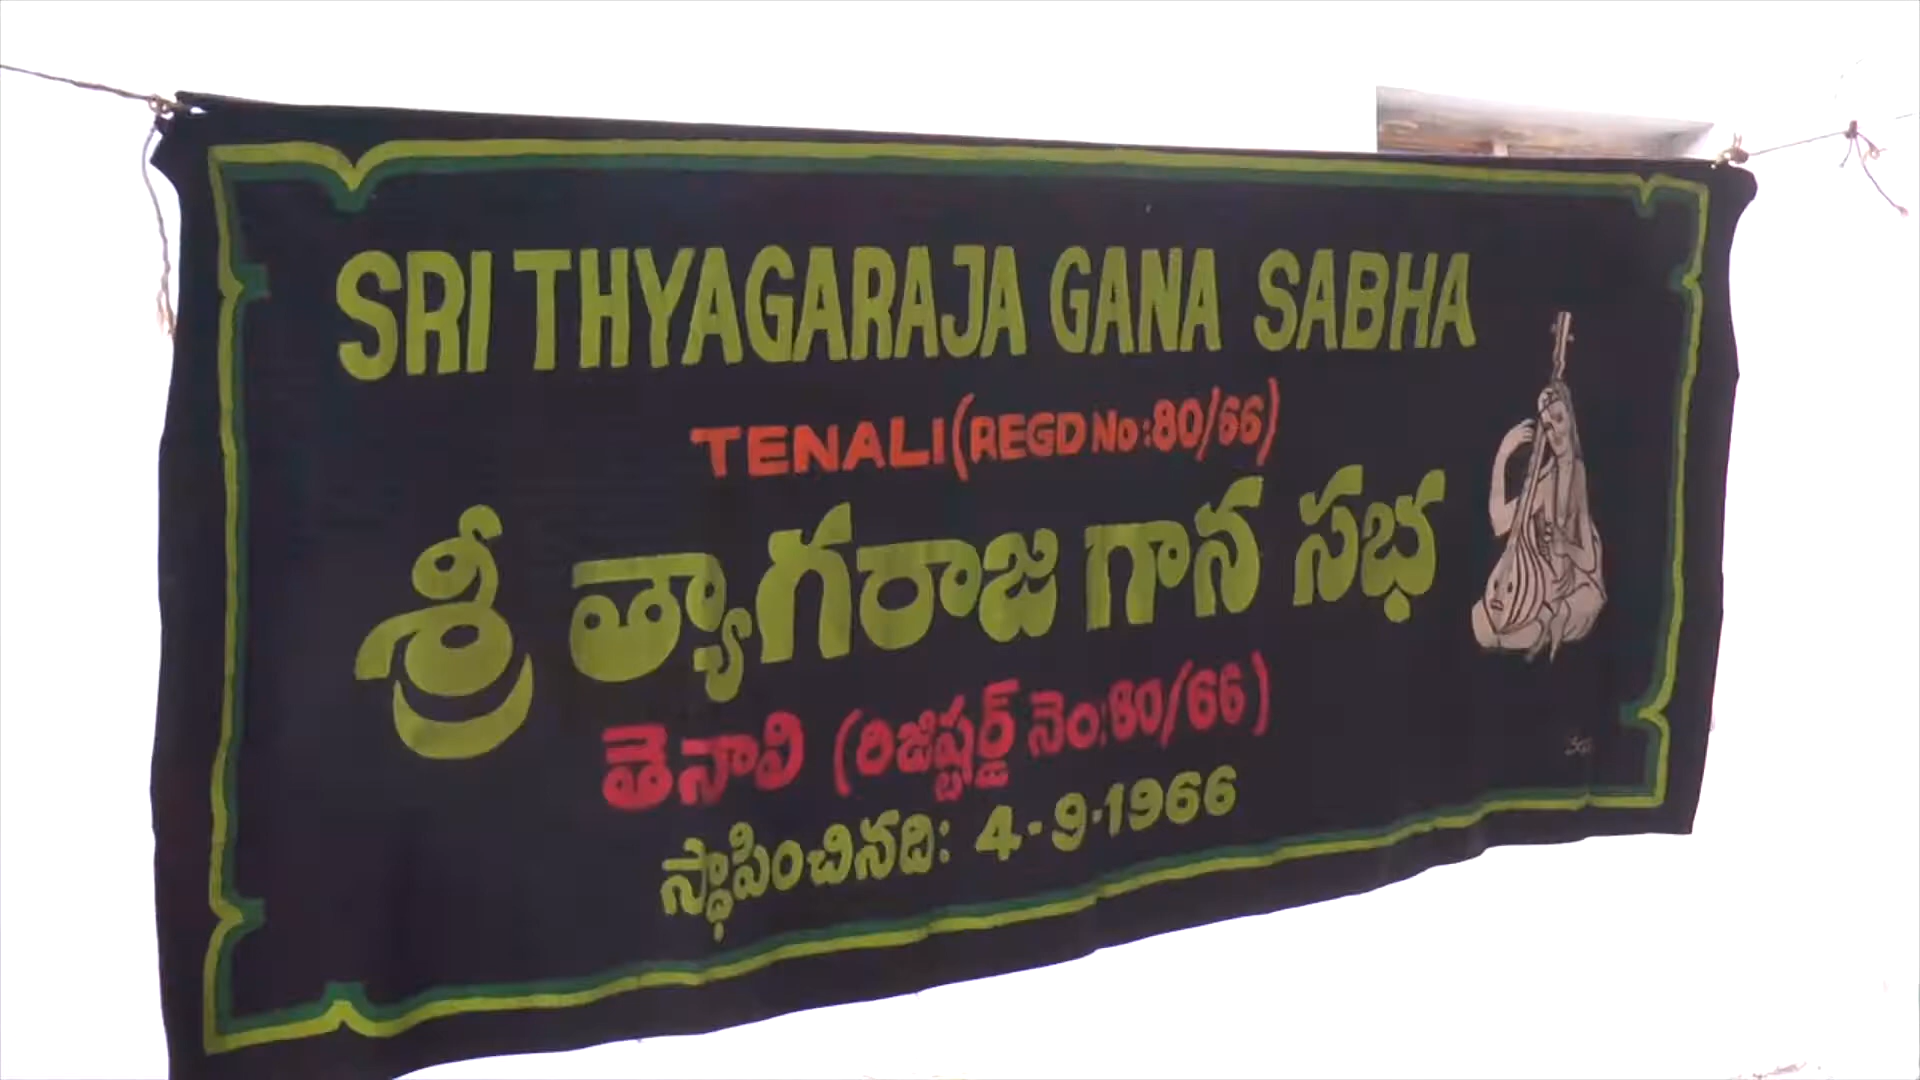 SRI THYAGARAJA GANA SABHA
TENALI (REGD No:80/66)
శ్రీ త్యాగరాజ గాన సభ
తెనాలి (రిజిష్టర్డ్ నెం:80/66)
స్థాపించినది: 4-9-1966